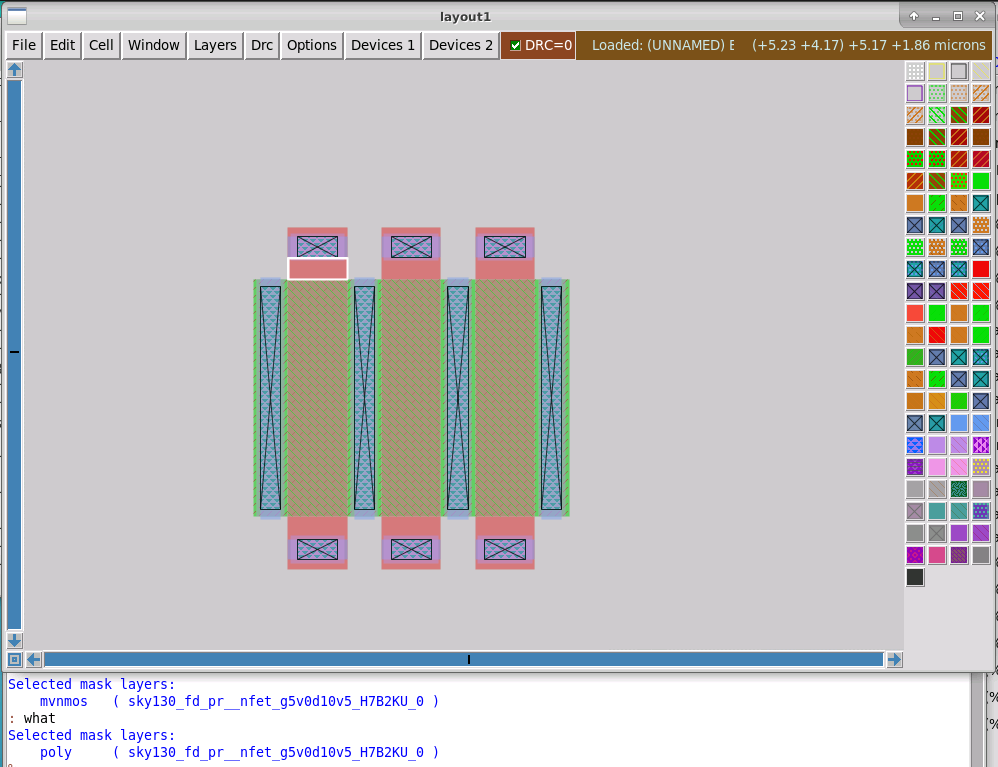 layout1
File Edit Cell Window Layers Drc Options Devices 1 Devices 2 DRC=0 Loaded: (UNNAMED) E (+5.23 +4.17) +5.17 +1.86 microns
Selected mask layers:
mvnmos ( sky130_fd_pr__nfet_g5v0d10v5_H7B2KU_0 )
: what
Selected mask layers:
poly ( sky130_fd_pr__nfet_g5v0d10v5_H7B2KU_0 )